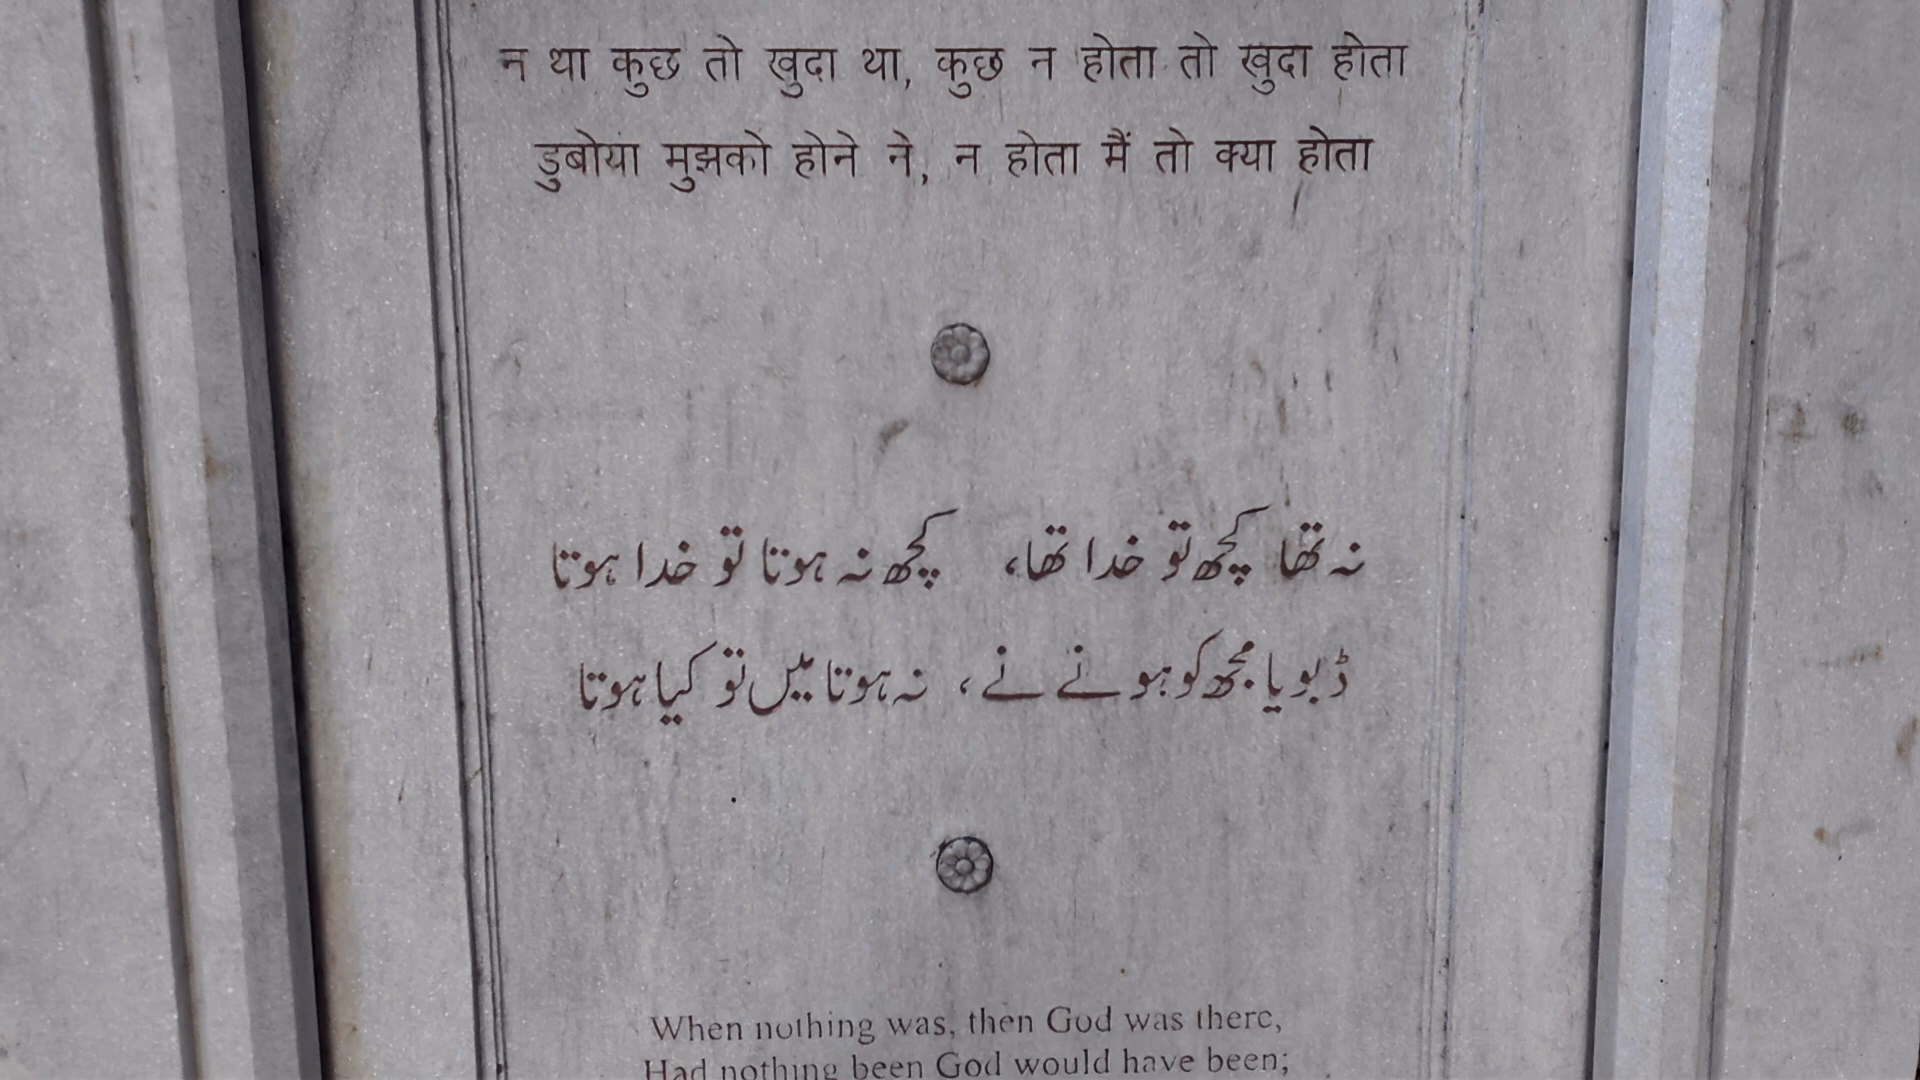 न था कुछ तो खुदा था, कुछ न होता तो खुदा होता
डुबोया मुझको होने ने, न होता मैं तो क्या होता
نہ تھا کچھ تو خدا تھا، کچھ نہ ہوتا تو خدا ہوتا
ڈبویا مجھ کو ہونے نے، نہ ہوتا میں تو کیا ہوتا
When nothing was, then God was there,
Had nothing been God would have been;